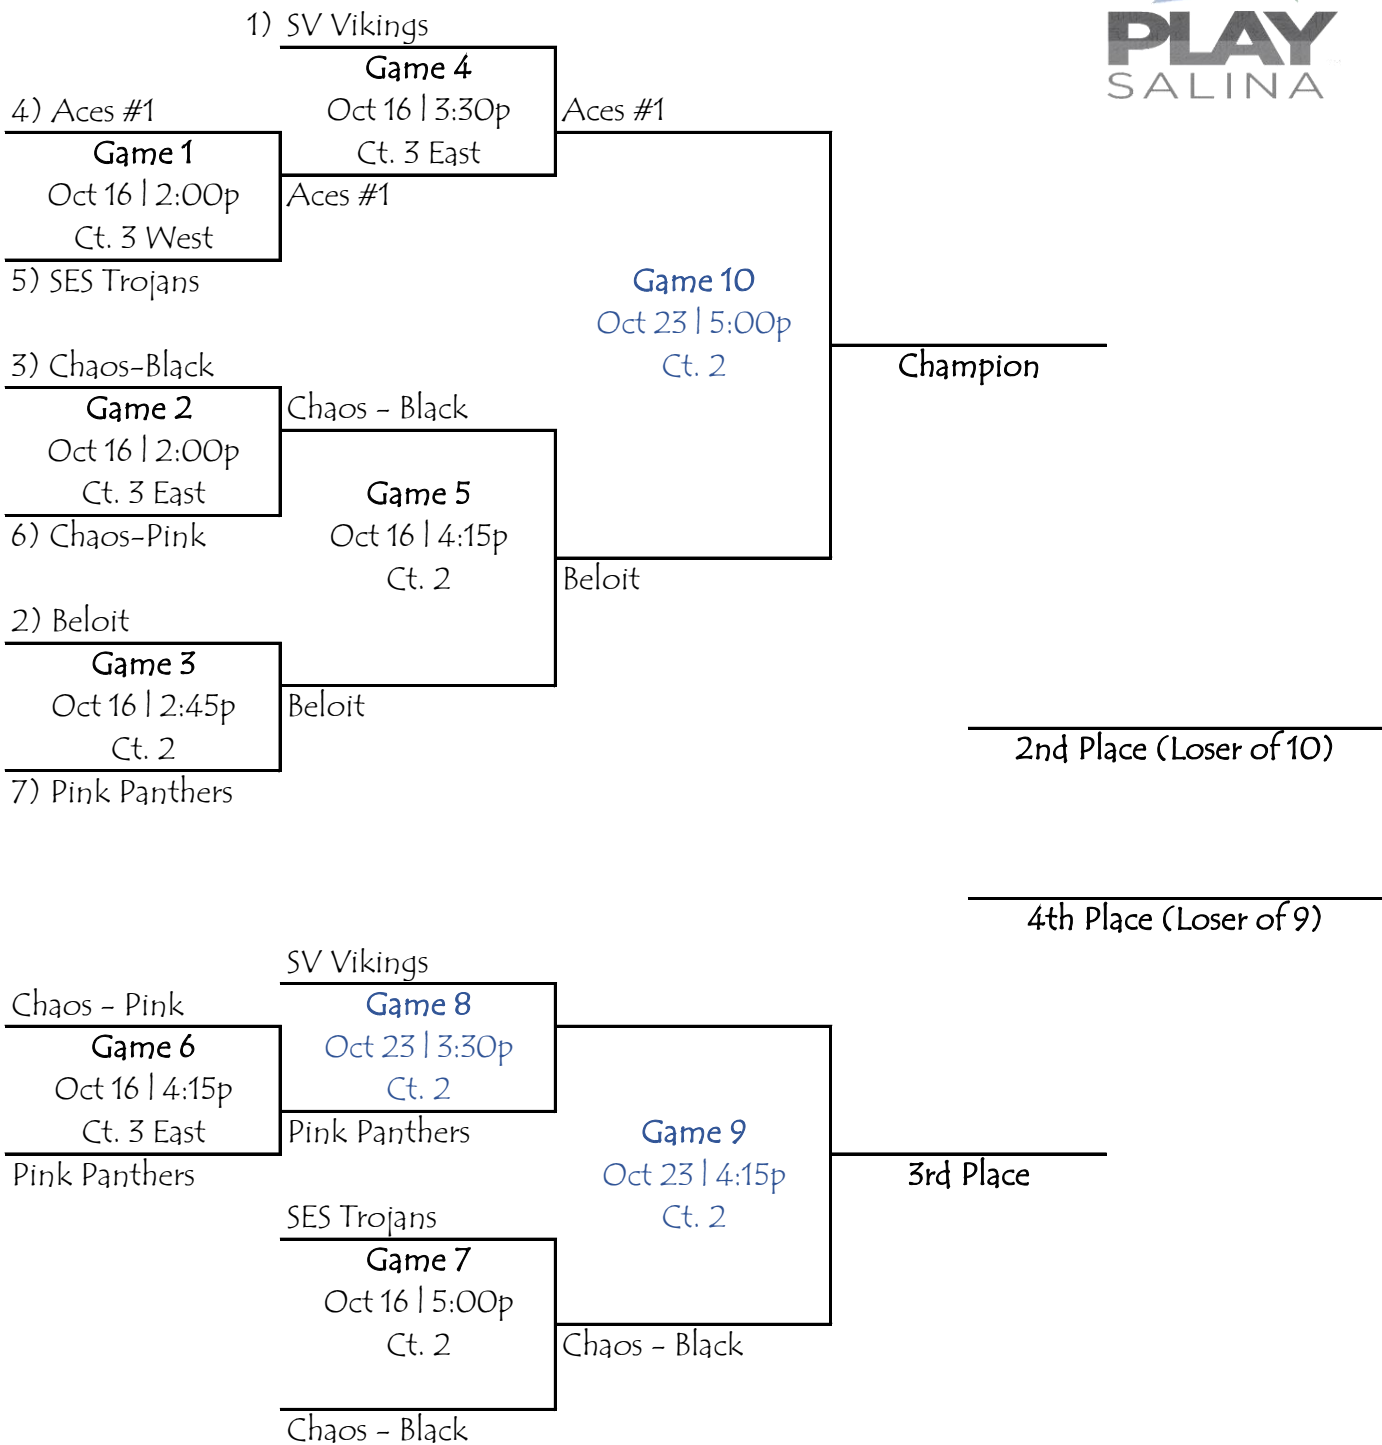 1) SV Vikings
PLAY
SALINA
Game 4
Oct 16 | 3:30p
Ct. 3 East
4) Aces #1
Aces #1
Game 1
Oct 16 | 2:00p
Ct. 3 West
Aces #1
5) SES Trojans
Game 10
Oct 23 | 5:00p
Ct. 2
Champion
3) Chaos-Black
Game 2
Oct 16 | 2:00p
Ct. 3 East
Chaos - Black
6) Chaos-Pink
Game 5
Oct 16 | 4:15p
Ct. 2
Beloit
2) Beloit
Game 3
Oct 16 | 2:45p
Ct. 2
Beloit
7) Pink Panthers
2nd Place (Loser of 10)
4th Place (Loser of 9)
SV Vikings
Chaos - Pink
Game 8
Oct 23 | 3:30p
Ct. 2
Game 6
Oct 16 | 4:15p
Ct. 3 East
Pink Panthers
Pink Panthers
Game 9
Oct 23 | 4:15p
Ct. 2
3rd Place
SES Trojans
Game 7
Oct 16 | 5:00p
Ct. 2
Chaos - Black
Chaos - Black